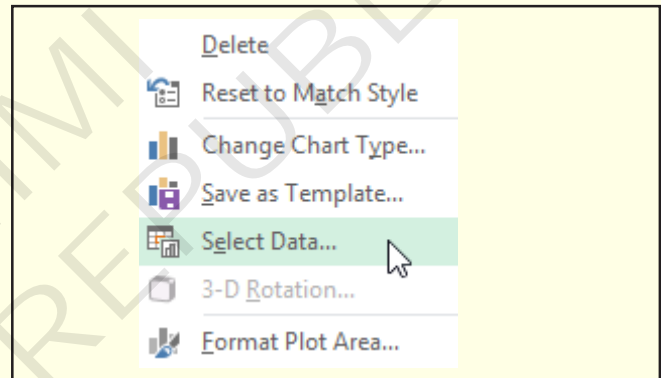 Delete
Reset to Match Style
Change Chart Type...
Save as Template...
Select Data...
3-D Rotation...
Format Plot Area...